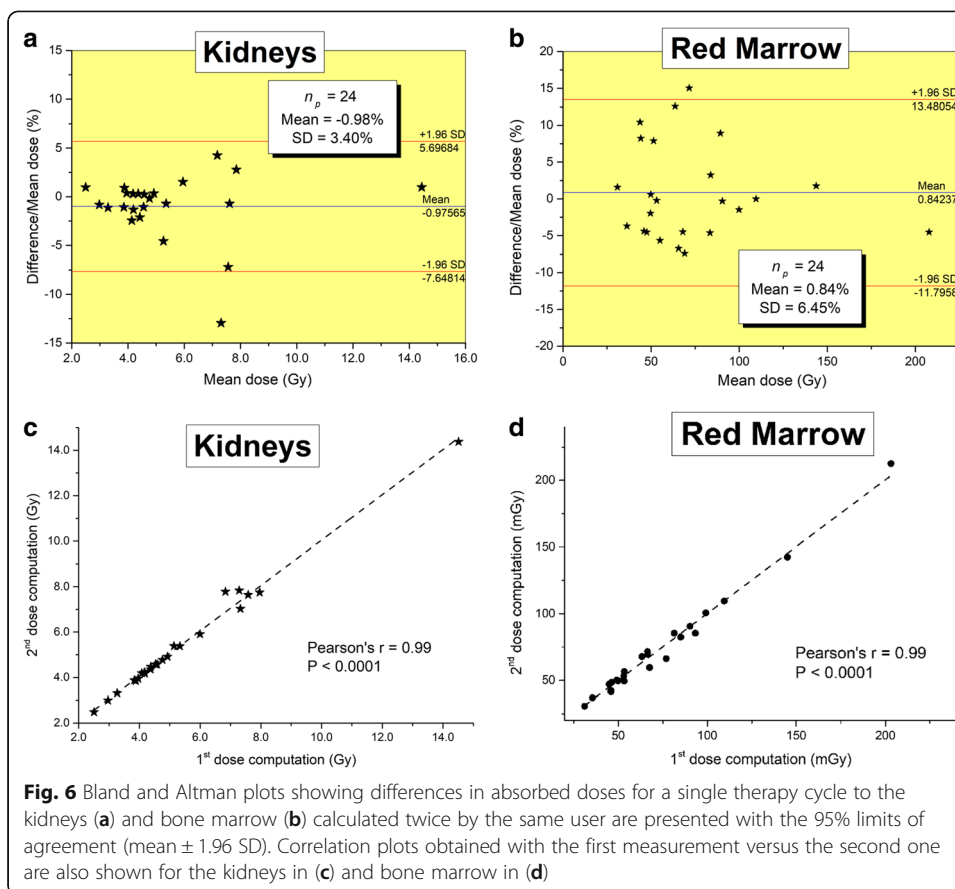 a
Kidneys
n_p = 24
Mean = -0.98%
SD = 3.40%
Difference/Mean dose (%)
15
10
5
0
-5
-10
-15
+1.96 SD
5.69684
Mean
-0.97565
-1.96 SD
-7.64814
2.0 4.0 6.0 8.0 10.0 12.0 14.0 16.0
Mean dose (Gy)
b
Red Marrow
Difference/Mean dose (%)
20
15
10
5
0
-5
-10
-15
-20
+1.96 SD
13.48054
Mean
0.84237
n_p = 24
Mean = 0.84%
SD = 6.45%
-1.96 SD
-11.7958
0 50 100 150 200
Mean dose (Gy)
c
Kidneys
2nd dose computation (Gy)
14.0
12.0
10.0
8.0
6.0
4.0
2.0
Pearson's r = 0.99
P < 0.0001
2.0 4.0 6.0 8.0 10.0 12.0 14.0
1st dose computation (Gy)
d
Red Marrow
2nd dose computation (mGy)
200
150
100
50
Pearson's r = 0.99
P < 0.0001
50 100 150 200
1st dose computation (mGy)
Fig. 6 Bland and Altman plots showing differences in absorbed doses for a single therapy cycle to the
kidneys (a) and bone marrow (b) calculated twice by the same user are presented with the 95% limits of
agreement (mean ± 1.96 SD). Correlation plots obtained with the first measurement versus the second one
are also shown for the kidneys in (c) and bone marrow in (d)